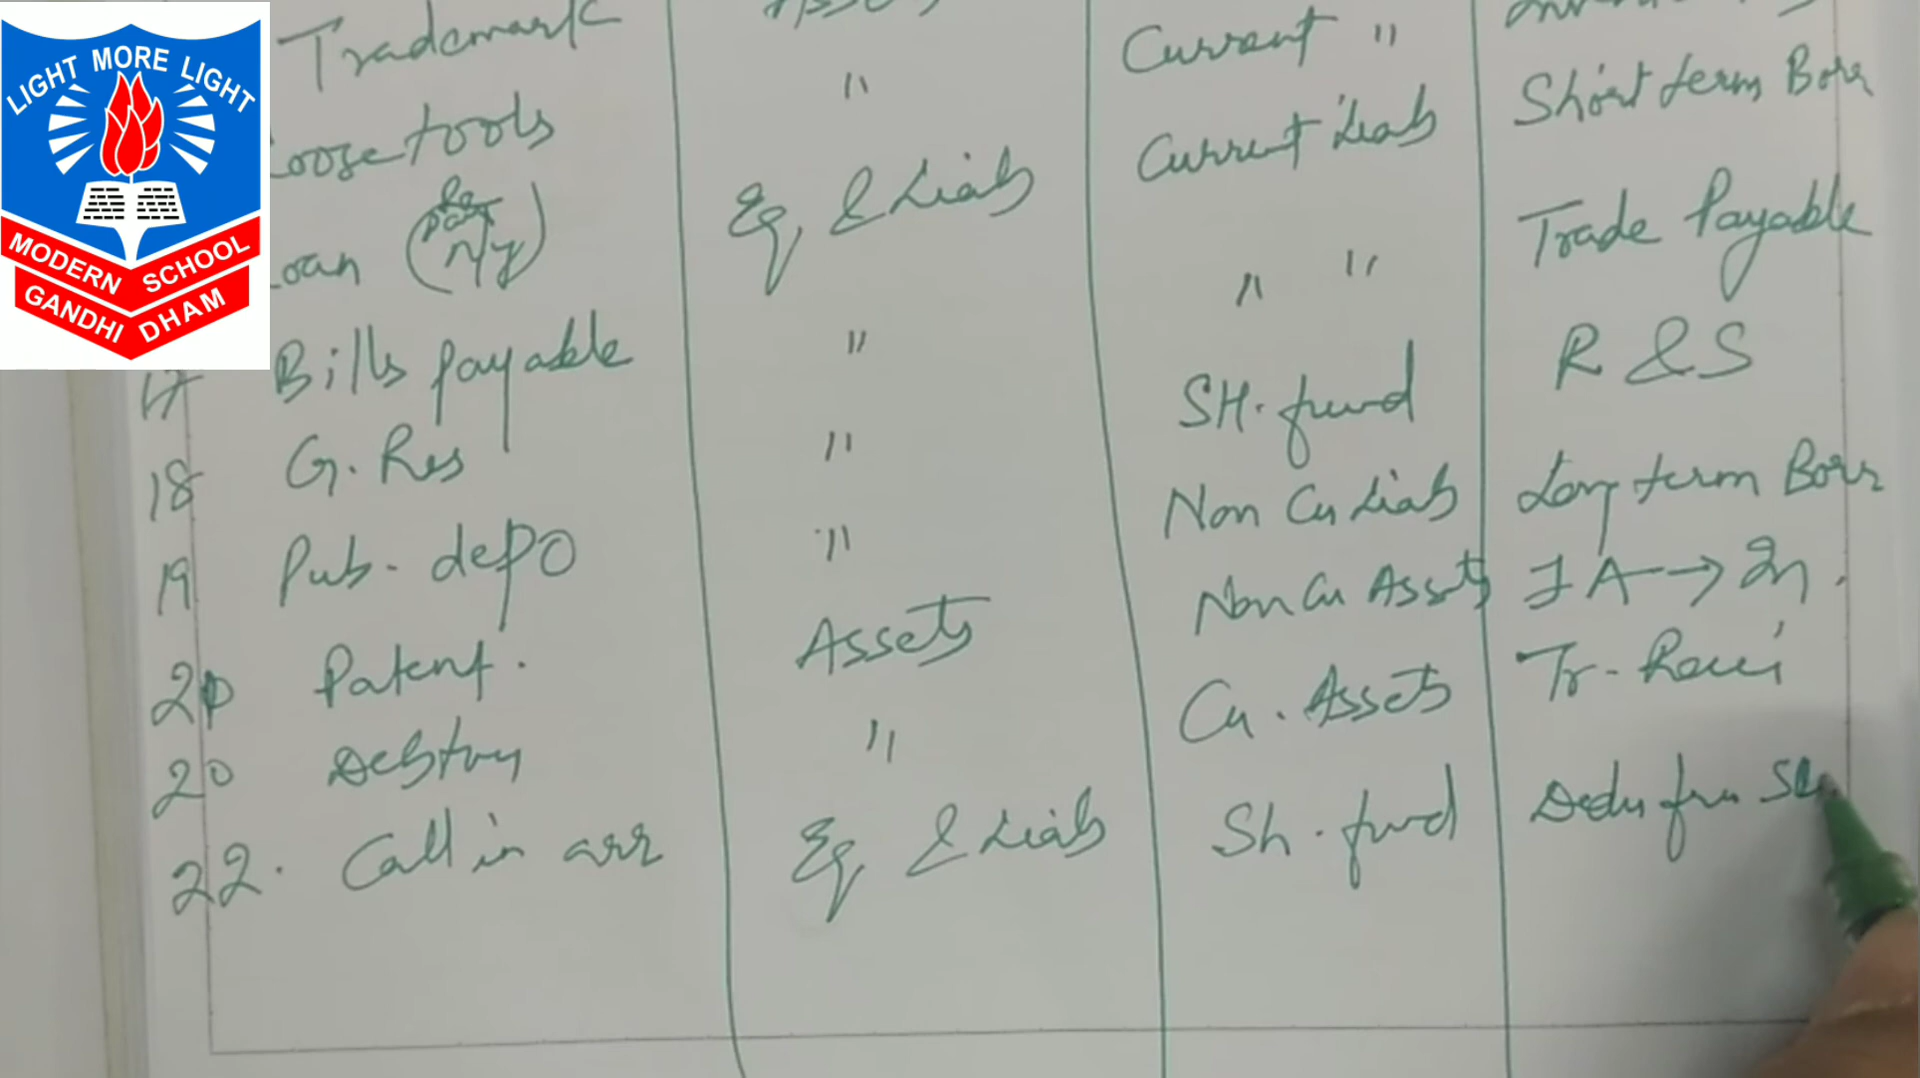 LIGHT MORE LIGHT
MODERN SCHOOL
GANDHI DHAM
Trademark Current "
Loose tools " Current Liab Short term Borr
Loan (Re pay n/y) Eq & Liab " " Trade Payable
17 Bills payable " SH. fund R & S
18 G. Res " Non Cu Liab Long term Borr
19 Pub. depo " Non Cu Assets FA → In.
20 Patent. Assets Cu. Assets Tr. Recei
20 Debtors "
22. Call in arr Eq & Liab Sh. fund Dedu from